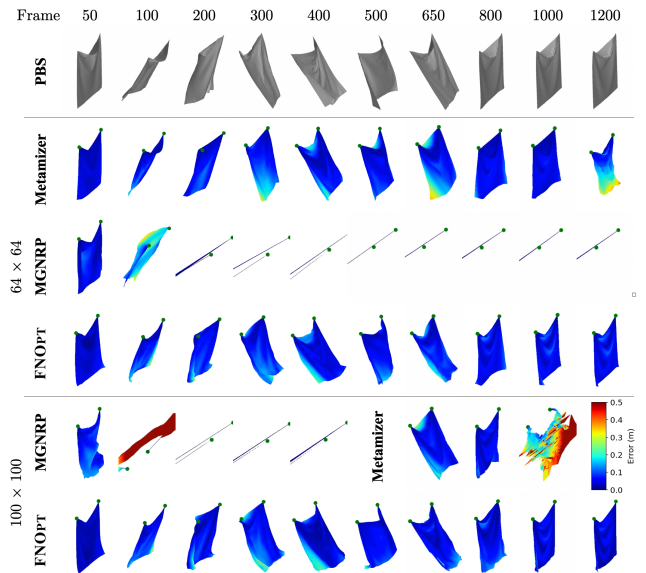 Frame 50 100 200 300 400 500 650 800 1000 1200
PBS
64 × 64
Metamizer
MGNRP
FNOPT
100 × 100
MGNRP
Metamizer
0.5
0.4
0.3
0.2
0.1
0.0
Error (m)
FNOPT